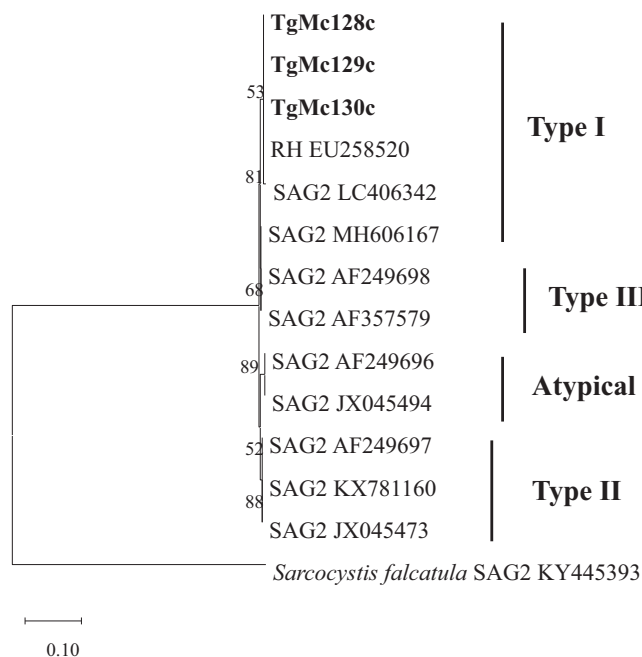 TgMc128c
TgMc129c
53
TgMc130c
Type I
RH EU258520
81
SAG2 LC406342
SAG2 MH606167
SAG2 AF249698
68
Type III
SAG2 AF357579
SAG2 AF249696
89
Atypical
SAG2 JX045494
SAG2 AF249697
52
SAG2 KX781160
Type II
88
SAG2 JX045473
Sarcocystis falcatula SAG2 KY445393
0.10